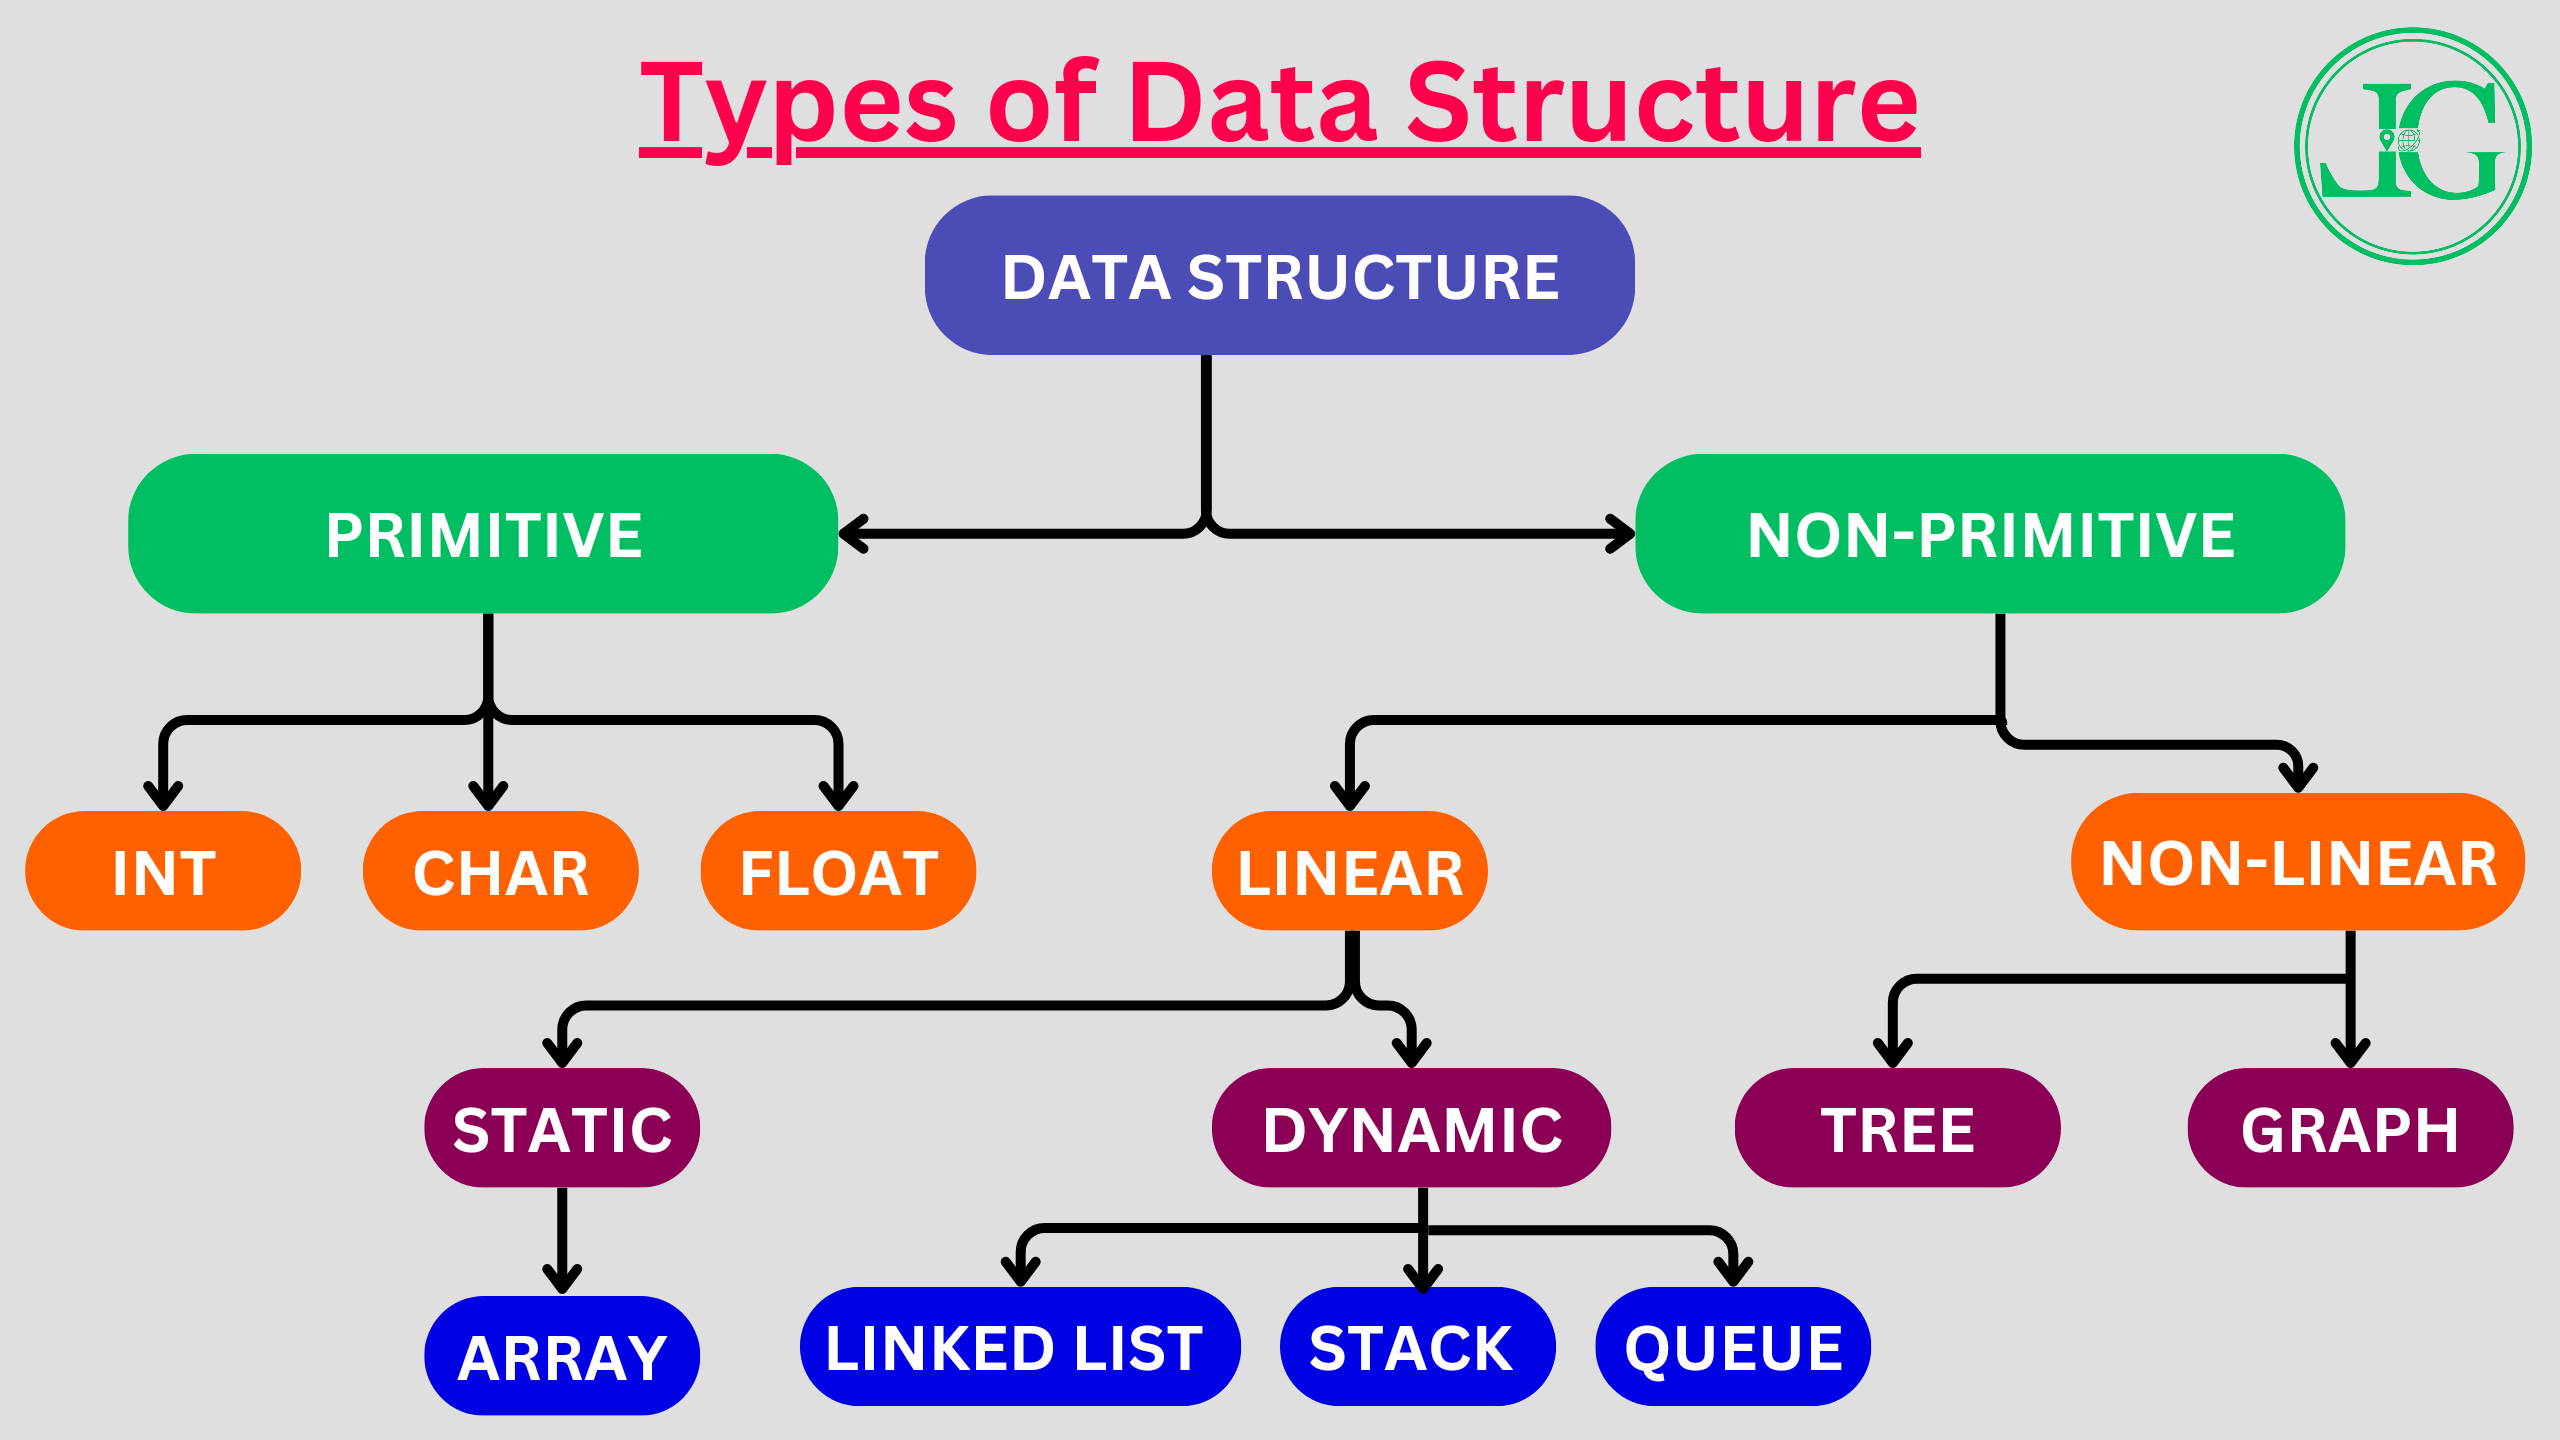 Types of Data Structure
DATA STRUCTURE
PRIMITIVE
NON-PRIMITIVE
INT
CHAR
FLOAT
LINEAR
NON-LINEAR
STATIC
DYNAMIC
TREE
GRAPH
ARRAY
LINKED LIST
STACK
QUEUE